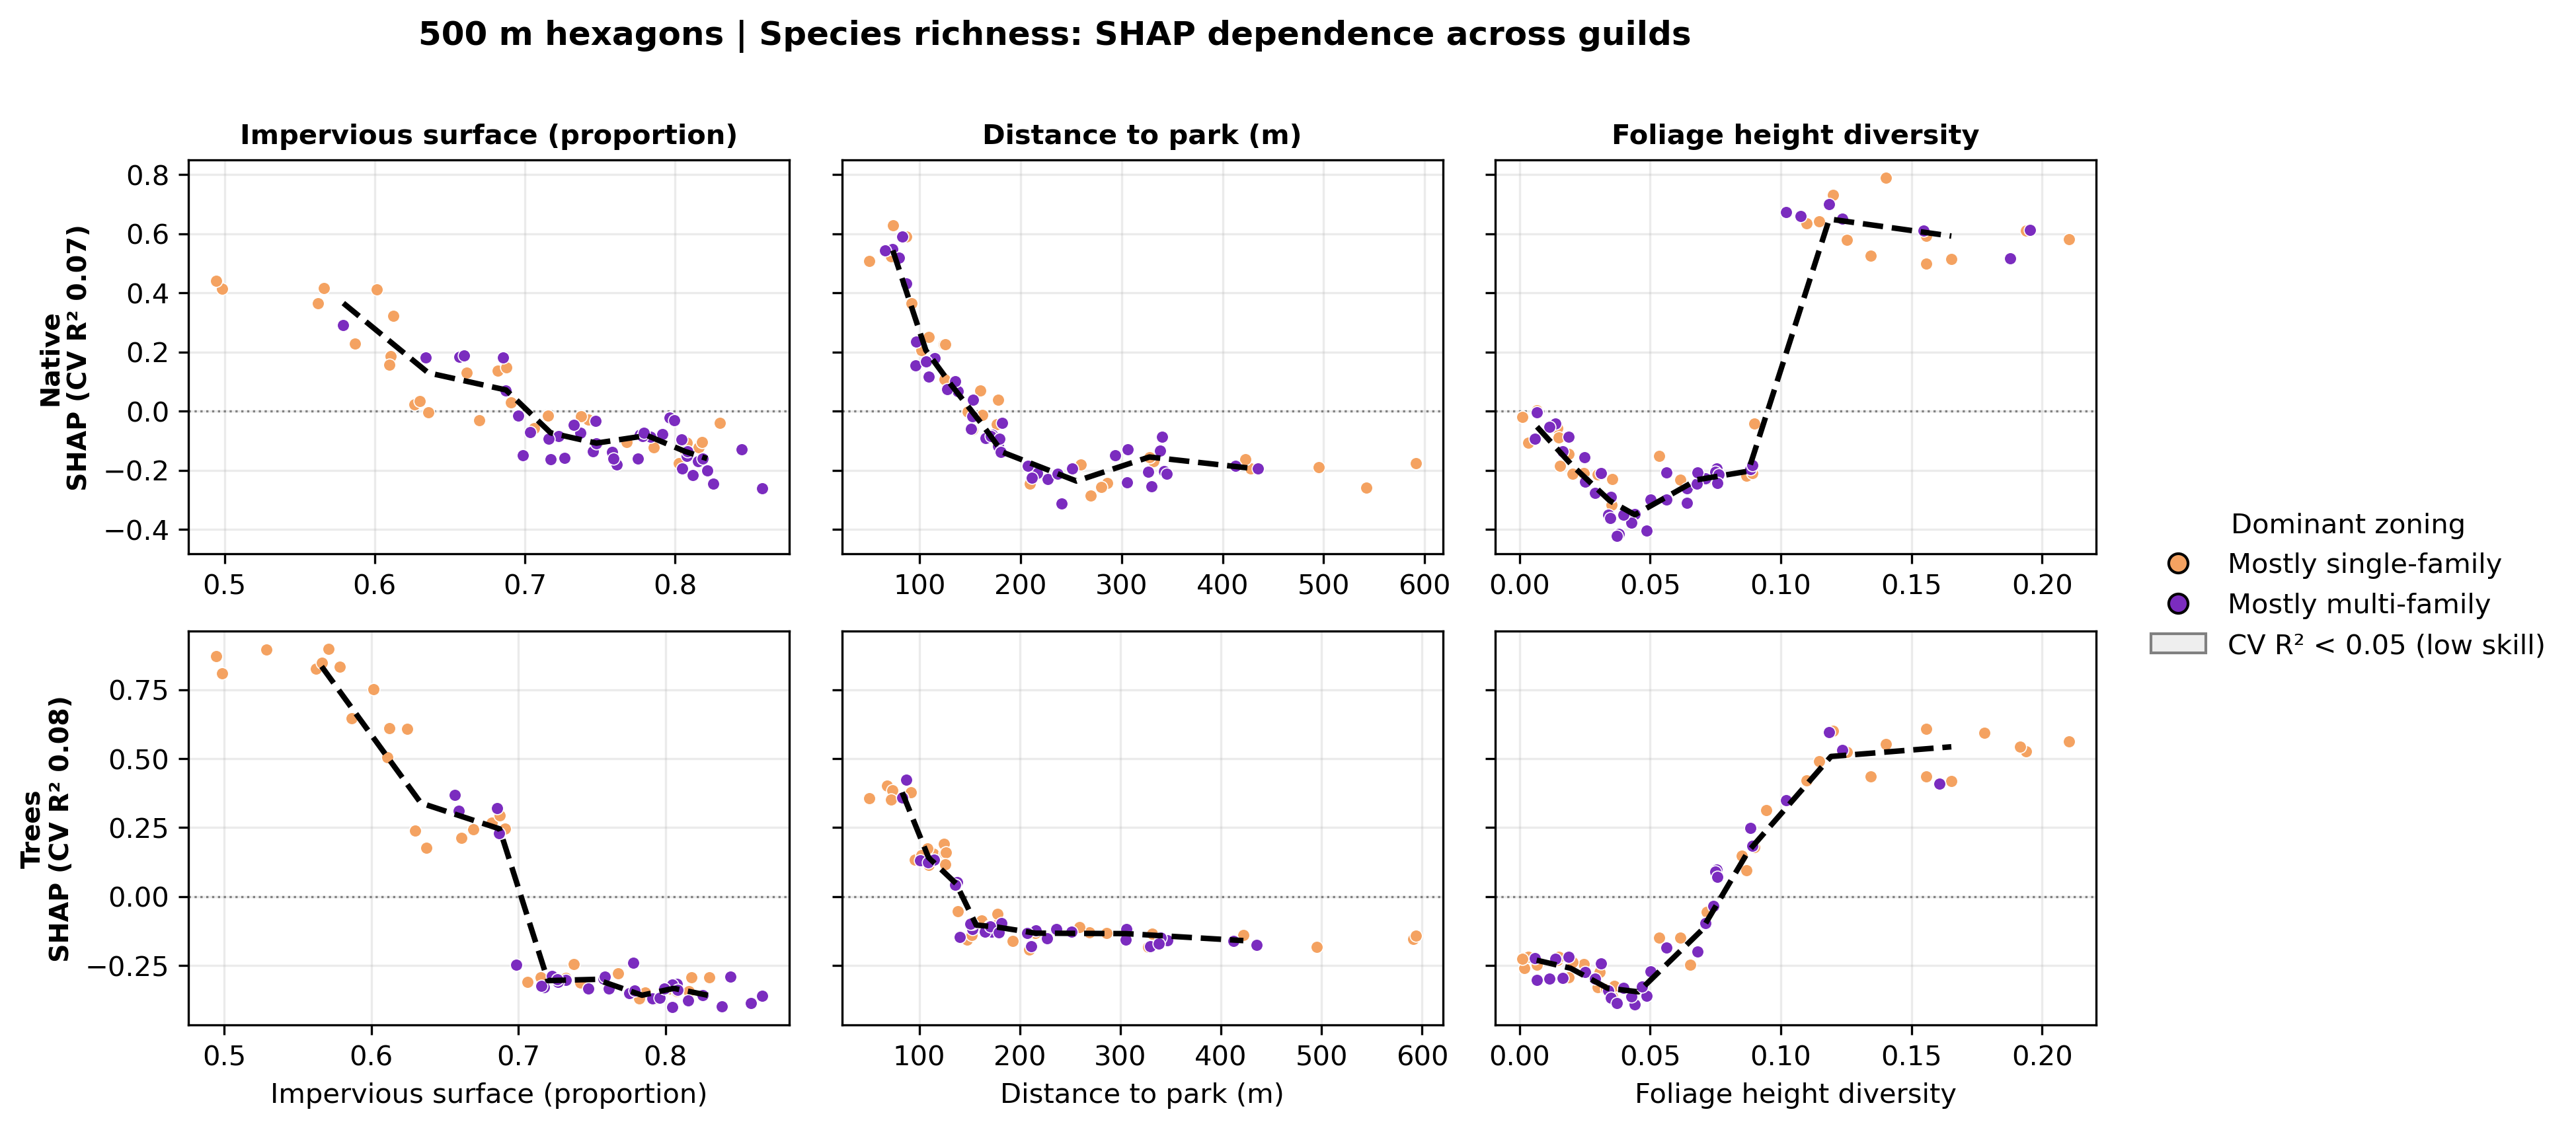 500 m hexagons | Species richness: SHAP dependence across guilds
Impervious surface (proportion)
Distance to park (m)
Foliage height diversity
Native
SHAP (CV R² 0.07)
0.8
0.6
0.4
0.2
0.0
−0.2
−0.4
0.5 0.6 0.7 0.8
100 200 300 400 500 600
0.00 0.05 0.10 0.15 0.20
Trees
SHAP (CV R² 0.08)
0.75
0.50
0.25
0.00
−0.25
0.5 0.6 0.7 0.8
100 200 300 400 500 600
0.00 0.05 0.10 0.15 0.20
Impervious surface (proportion)
Distance to park (m)
Foliage height diversity
Dominant zoning
Mostly single-family
Mostly multi-family
CV R² < 0.05 (low skill)